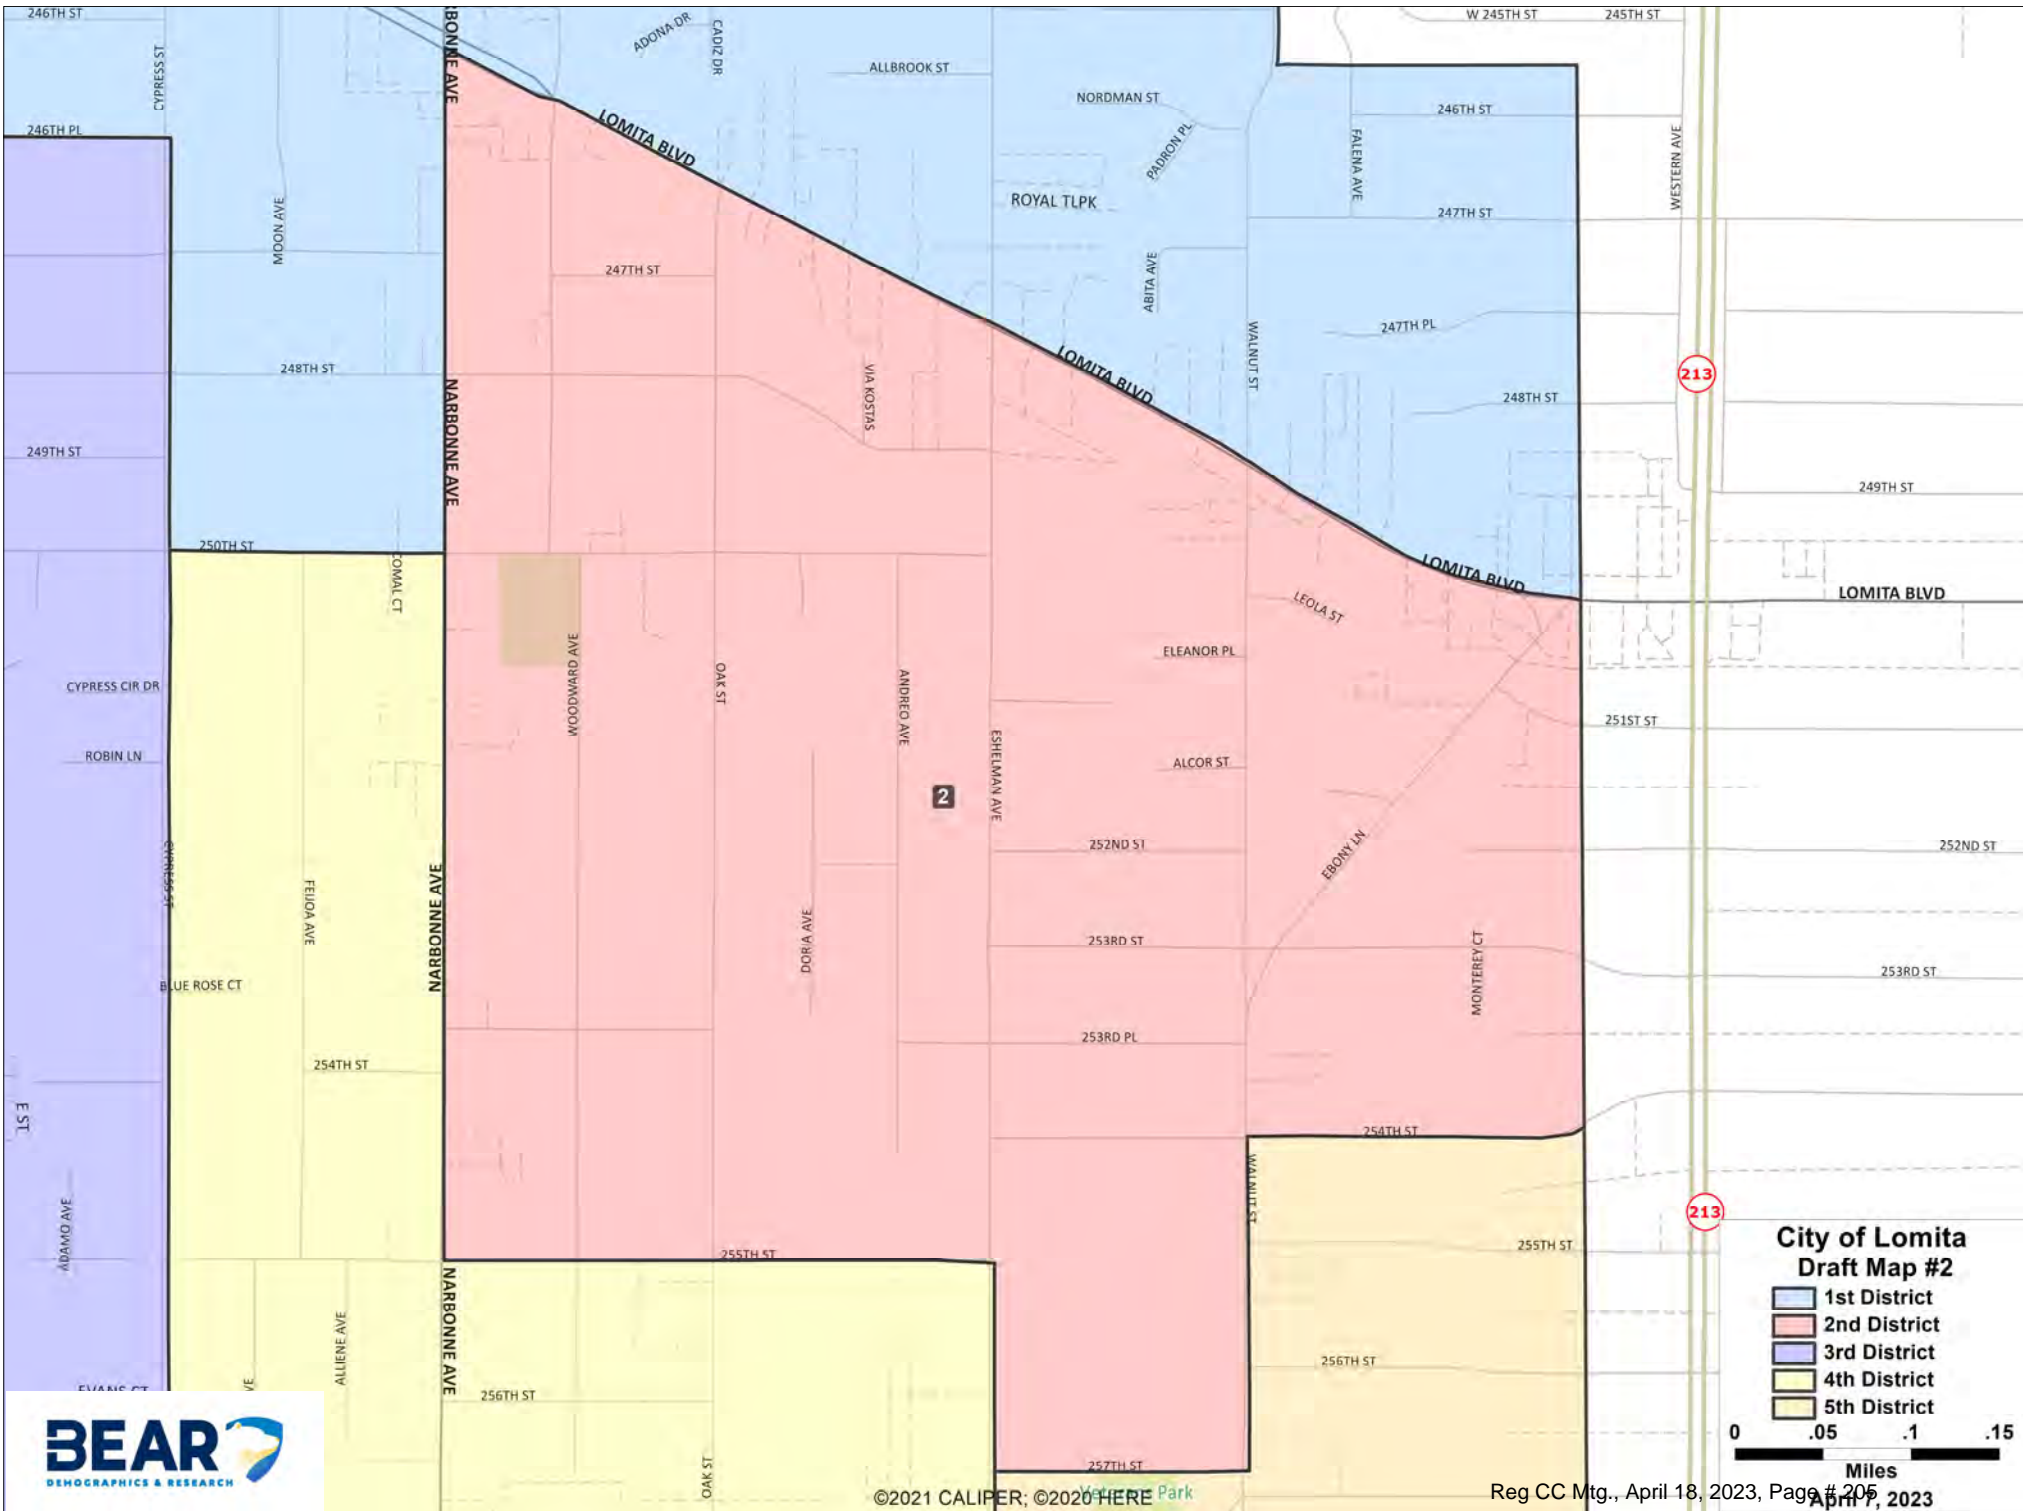 246TH ST
CYPRESS ST
ADONA DR
CADIZ DR
ALLBROOK ST
W 245TH ST
245TH ST
NARBONNE AVE
NORDMAN ST
PADRON PL
246TH ST
FALENA AVE
WESTERN AVE
246TH PL
LOMITA BLVD
MOON AVE
ROYAL TLPK
247TH ST
247TH ST
ABITA AVE
247TH PL
WALNUT ST
213
248TH ST
NARBONNE AVE
VIA KOSTAS
LOMITA BLVD
248TH ST
249TH ST
249TH ST
250TH ST
COMAL CT
LOMITA BLVD
LOMITA BLVD
LEOLA ST
ELEANOR PL
CYPRESS CIR DR
WOODWARD AVE
OAK ST
ANDREO AVE
251ST ST
ROBIN LN
ESHELMAN AVE
ALCOR ST
2
CYPRESS ST
252ND ST
EBONY LN
252ND ST
FEIJOA AVE
NARBONNE AVE
DORIA AVE
253RD ST
MONTEREY CT
253RD ST
BLUE ROSE CT
254TH ST
253RD PL
E ST
254TH ST
WALNUT ST
ADAMO AVE
255TH ST
213
255TH ST
NARBONNE AVE
ALLIENE AVE
256TH ST
256TH ST
EVANS CT
VE
OAK ST
257TH ST
Veterans Park
City of Lomita
Draft Map #2
1st District
2nd District
3rd District
4th District
5th District
0 .05 .1 .15
Miles
BEAR
DEMOGRAPHICS & RESEARCH
©2021 CALIPER; ©2020 HERE
Reg CC Mtg., April 18, 2023, Page # 205
April 7, 2023